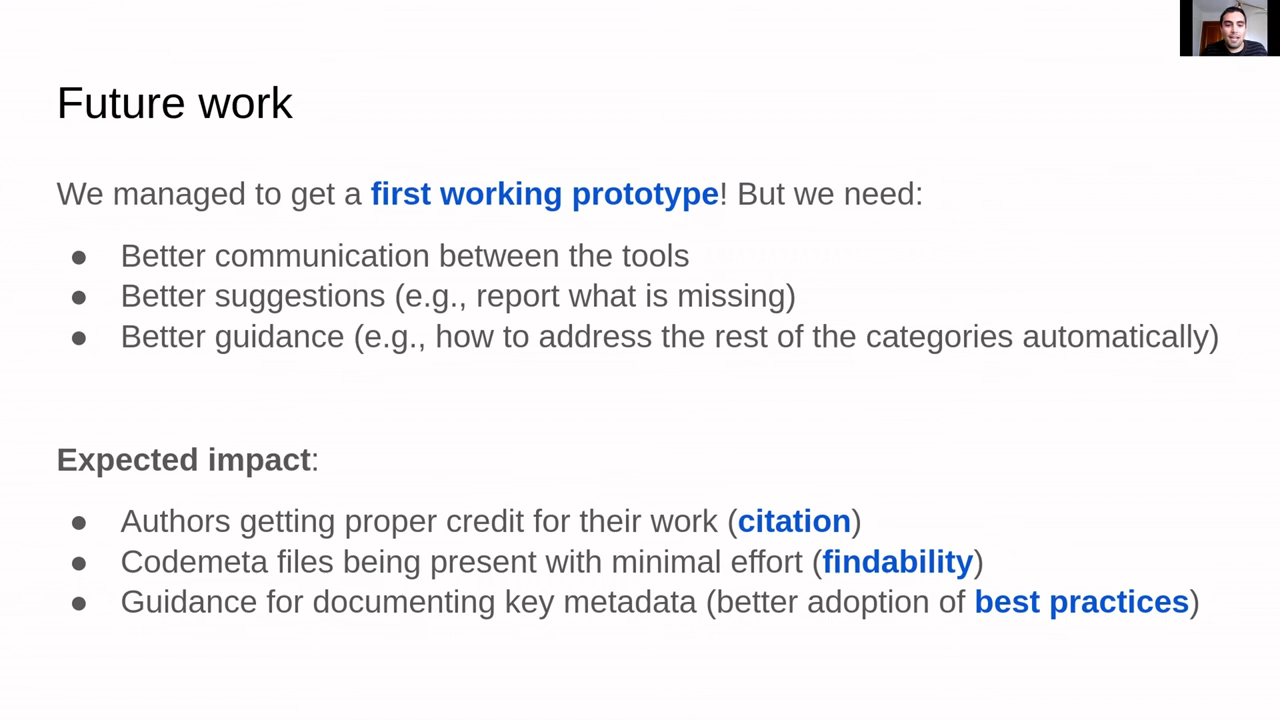 Future work
We managed to get a first working prototype! But we need:
● Better communication between the tools
● Better suggestions (e.g., report what is missing)
● Better guidance (e.g., how to address the rest of the categories automatically)
Expected impact:
● Authors getting proper credit for their work (citation)
● Codemeta files being present with minimal effort (findability)
● Guidance for documenting key metadata (better adoption of best practices)